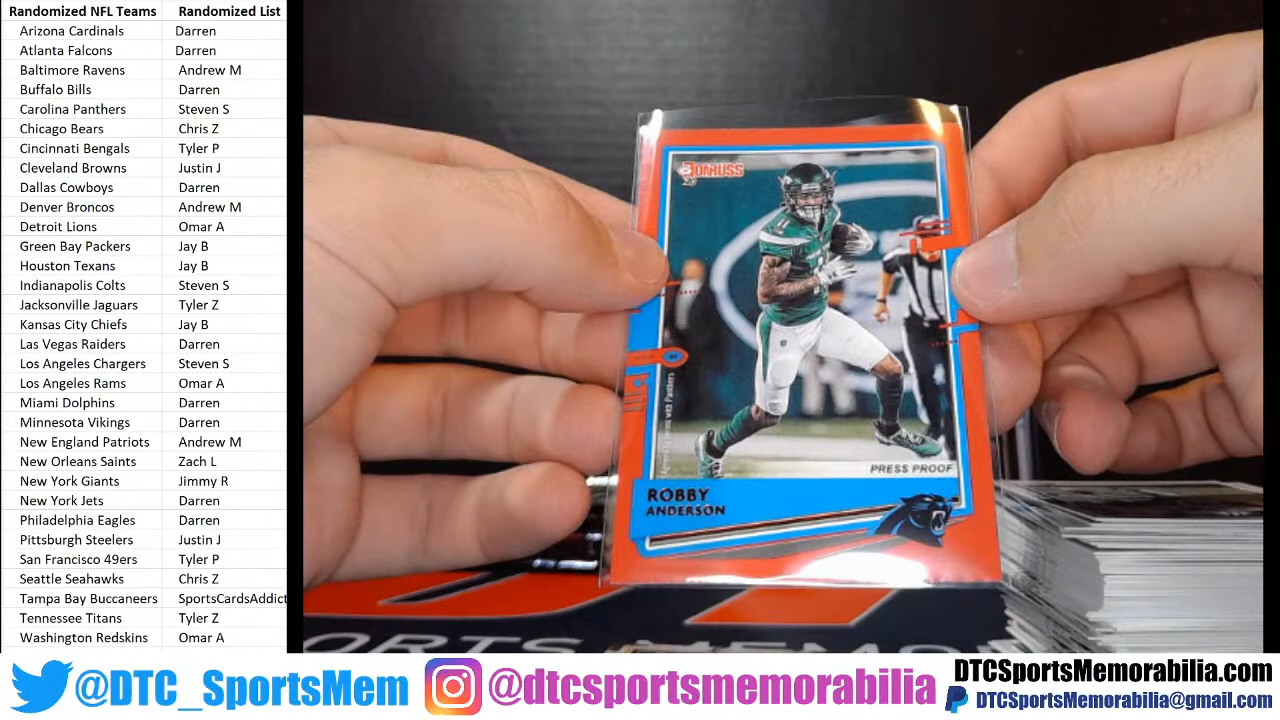 Randomized NFL Teams Randomized List
Arizona Cardinals Darren
Atlanta Falcons Darren
Baltimore Ravens Andrew M
Buffalo Bills Darren
Carolina Panthers Steven S
Chicago Bears Chris Z
Cincinnati Bengals Tyler P
Cleveland Browns Justin J
Dallas Cowboys Darren
Denver Broncos Andrew M
Detroit Lions Omar A
Green Bay Packers Jay B
Houston Texans Jay B
Indianapolis Colts Steven S
Jacksonville Jaguars Tyler Z
Kansas City Chiefs Jay B
Las Vegas Raiders Darren
Los Angeles Chargers Steven S
Los Angeles Rams Omar A
Miami Dolphins Darren
Minnesota Vikings Darren
New England Patriots Andrew M
New Orleans Saints Zach L
New York Giants Jimmy R
New York Jets Darren
Philadelphia Eagles Darren
Pittsburgh Steelers Justin J
San Francisco 49ers Tyler P
Seattle Seahawks Chris Z
Tampa Bay Buccaneers SportsCardsAddict
Tennessee Titans Tyler Z
Washington Redskins Omar A
DONRUSS
11
with Panthers
PRESS PROOF
ROBBY
ANDERSON
@DTC_SportsMem
@dtcsportsmemorabilia
DTCSportsMemorabilia.com
DTCSportsMemorabilia@gmail.com